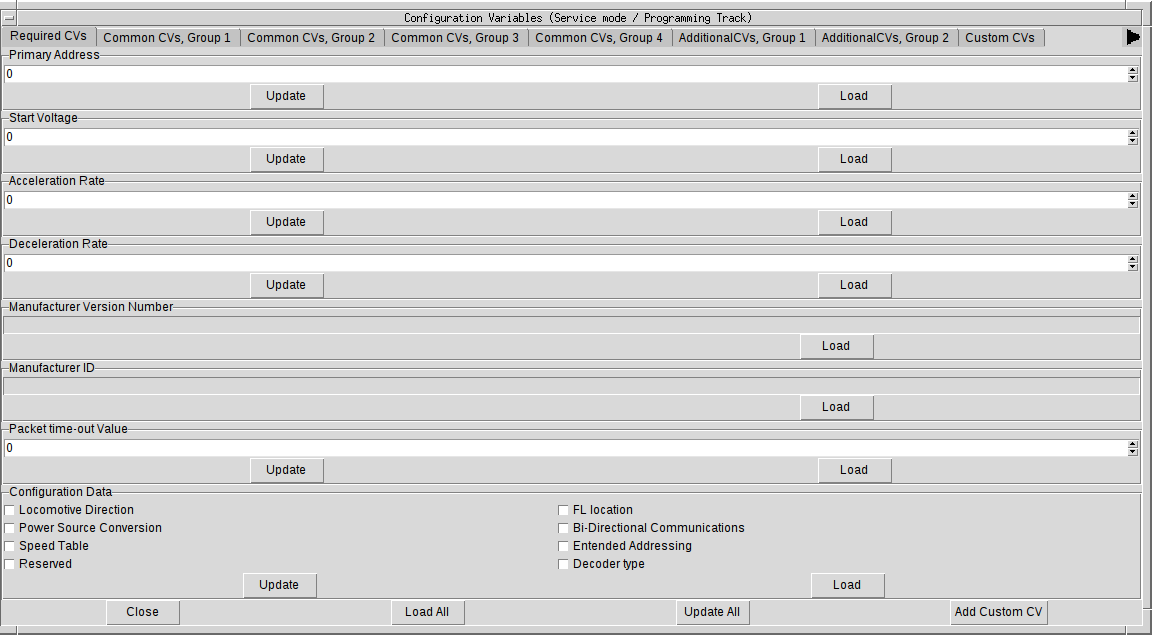 Configuration Variables (Service mode / Programming Track)
Required CVs Common CVs, Group 1 Common CVs, Group 2 Common CVs, Group 3 Common CVs, Group 4 AdditionalCVs, Group 1 AdditionalCVs, Group 2 Custom CVs
Primary Address
0
Update Load
Start Voltage
0
Update Load
Acceleration Rate
0
Update Load
Deceleration Rate
0
Update Load
Manufacturer Version Number
Load
Manufacturer ID
Load
Packet time-out Value
0
Update Load
Configuration Data
Locomotive Direction FL location
Power Source Conversion Bi-Directional Communications
Speed Table Entended Addressing
Reserved Decoder type
Update Load
Close Load All Update All Add Custom CV